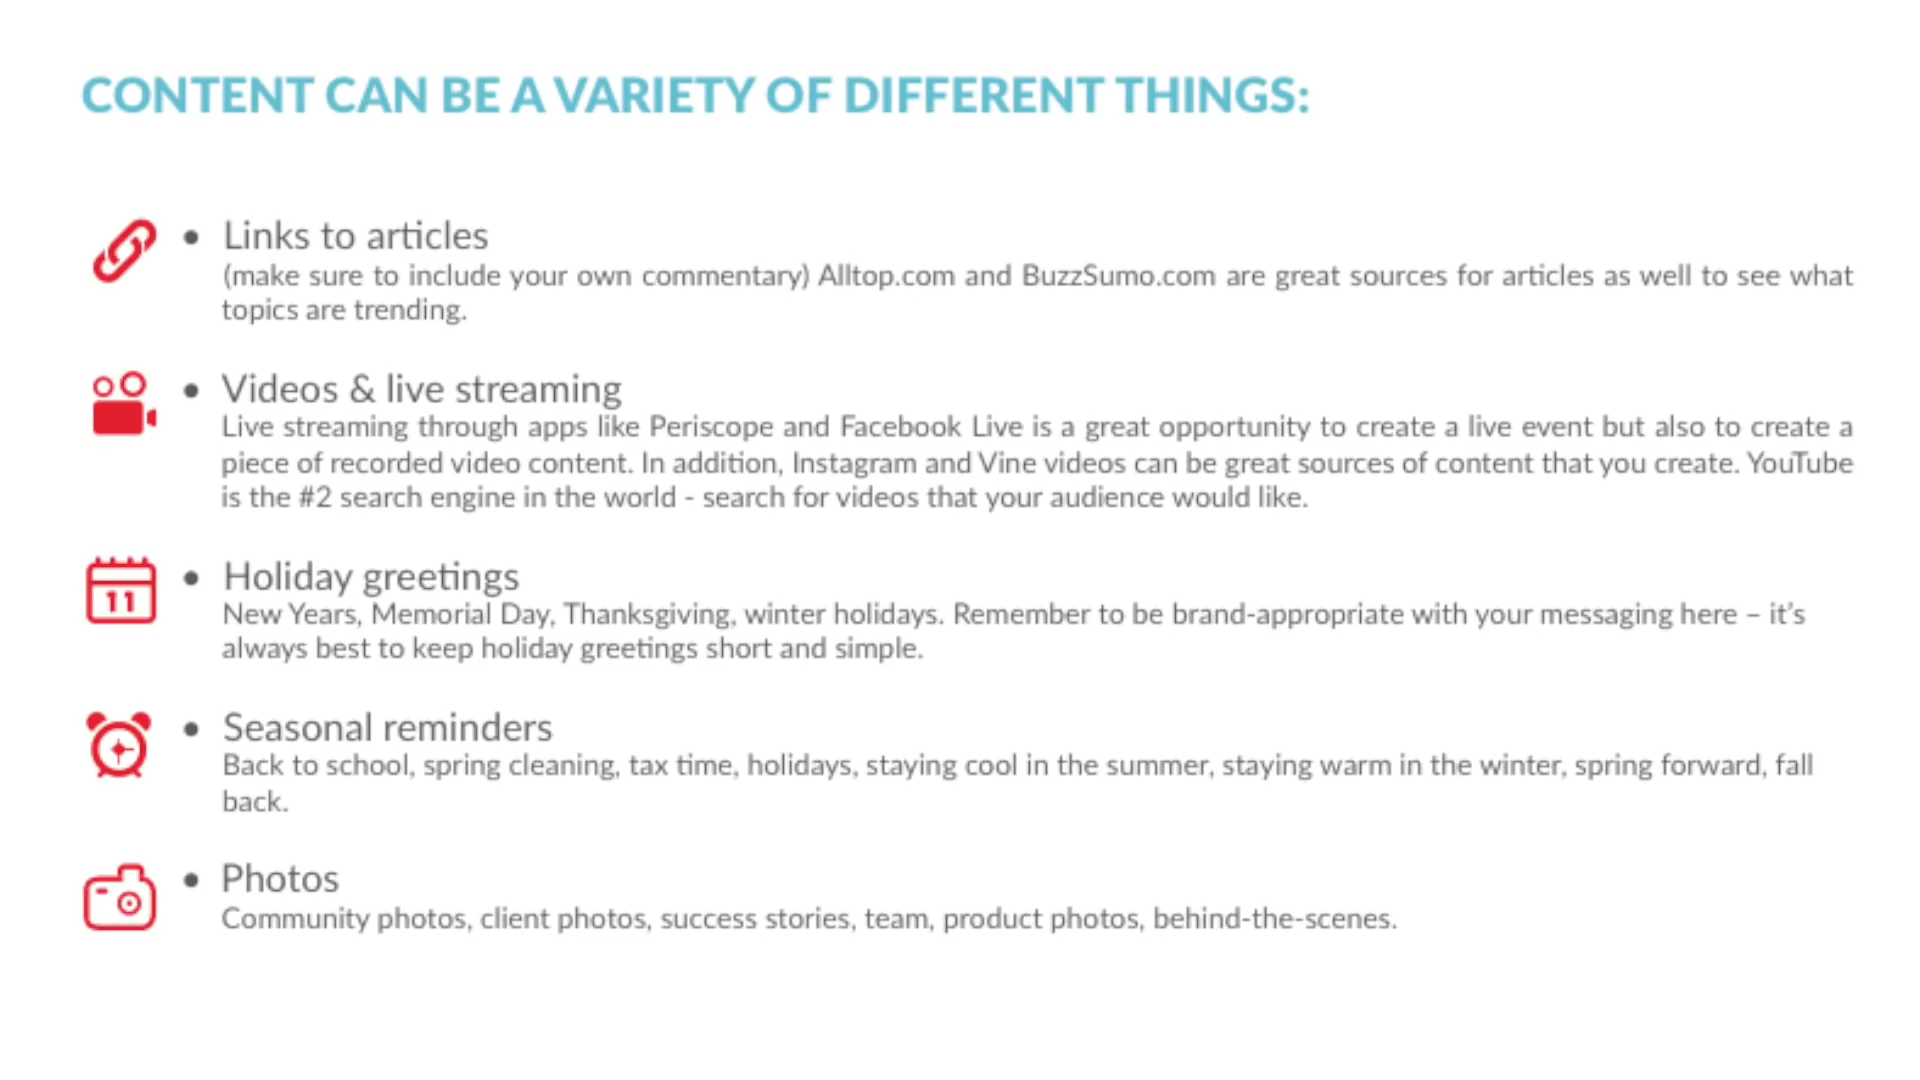 CONTENT CAN BE A VARIETY OF DIFFERENT THINGS:
• Links to articles
(make sure to include your own commentary) Alltop.com and BuzzSumo.com are great sources for articles as well to see what
topics are trending.
• Videos & live streaming
Live streaming through apps like Periscope and Facebook Live is a great opportunity to create a live event but also to create a
piece of recorded video content. In addition, Instagram and Vine videos can be great sources of content that you create. YouTube
is the #2 search engine in the world - search for videos that your audience would like.
11
• Holiday greetings
New Years, Memorial Day, Thanksgiving, winter holidays. Remember to be brand-appropriate with your messaging here – it’s
always best to keep holiday greetings short and simple.
• Seasonal reminders
Back to school, spring cleaning, tax time, holidays, staying cool in the summer, staying warm in the winter, spring forward, fall
back.
• Photos
Community photos, client photos, success stories, team, product photos, behind-the-scenes.